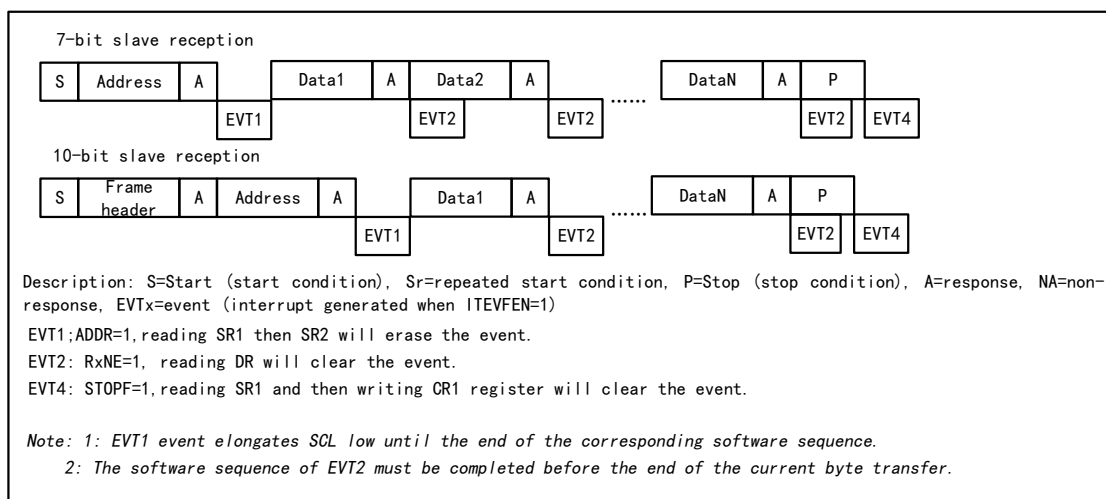 7-bit slave reception
S Address A Data1 A Data2 A ...... DataN A P
EVT1 EVT2 EVT2 EVT2 EVT4
10-bit slave reception
S Frame header A Address A Data1 A ...... DataN A P
EVT1 EVT2 EVT2 EVT4
Description: S=Start (start condition), Sr=repeated start condition, P=Stop (stop condition), A=response, NA=non-
response, EVTx=event (interrupt generated when ITEVFEN=1)
EVT1;ADDR=1,reading SR1 then SR2 will erase the event.
EVT2: RxNE=1, reading DR will clear the event.
EVT4: STOPF=1,reading SR1 and then writing CR1 register will clear the event.
Note: 1: EVT1 event elongates SCL low until the end of the corresponding software sequence.
2: The software sequence of EVT2 must be completed before the end of the current byte transfer.